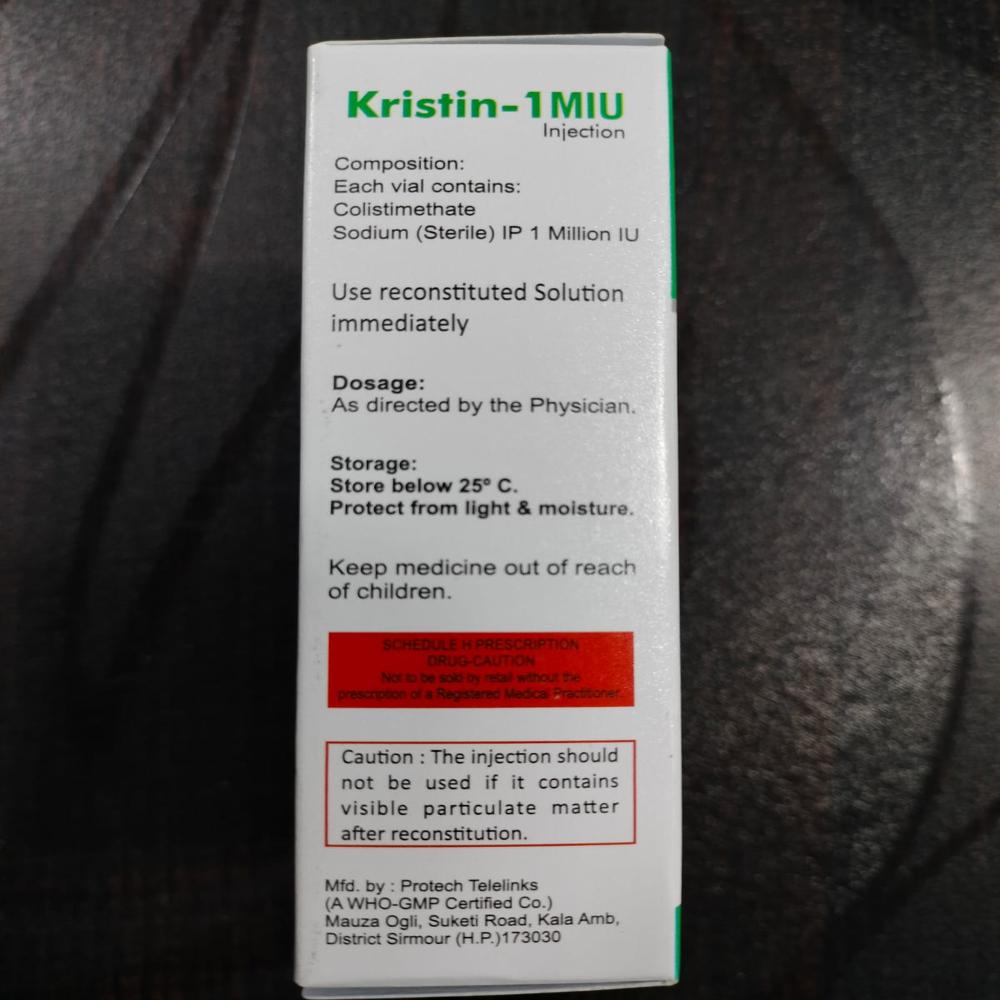 Kristin-1MIU
Injection
Composition:
Each vial contains:
Colistimethate
Sodium (Sterile) IP 1 Million IU
Use reconstituted Solution
immediately
Dosage:
As directed by the Physician.
Storage:
Store below 25º C.
Protect from light & moisture.
Keep medicine out of reach
of children.
SCHEDULE H PRESCRIPTION
DRUG-CAUTION
Not to be sold by retail without the
prescription of a Registered Medical Practitioner.
Caution : The injection should
not be used if it contains
visible particulate matter
after reconstitution.
Mfd. by : Protech Telelinks
(A WHO-GMP Certified Co.)
Mauza Ogli, Suketi Road, Kala Amb,
District Sirmour (H.P.)173030